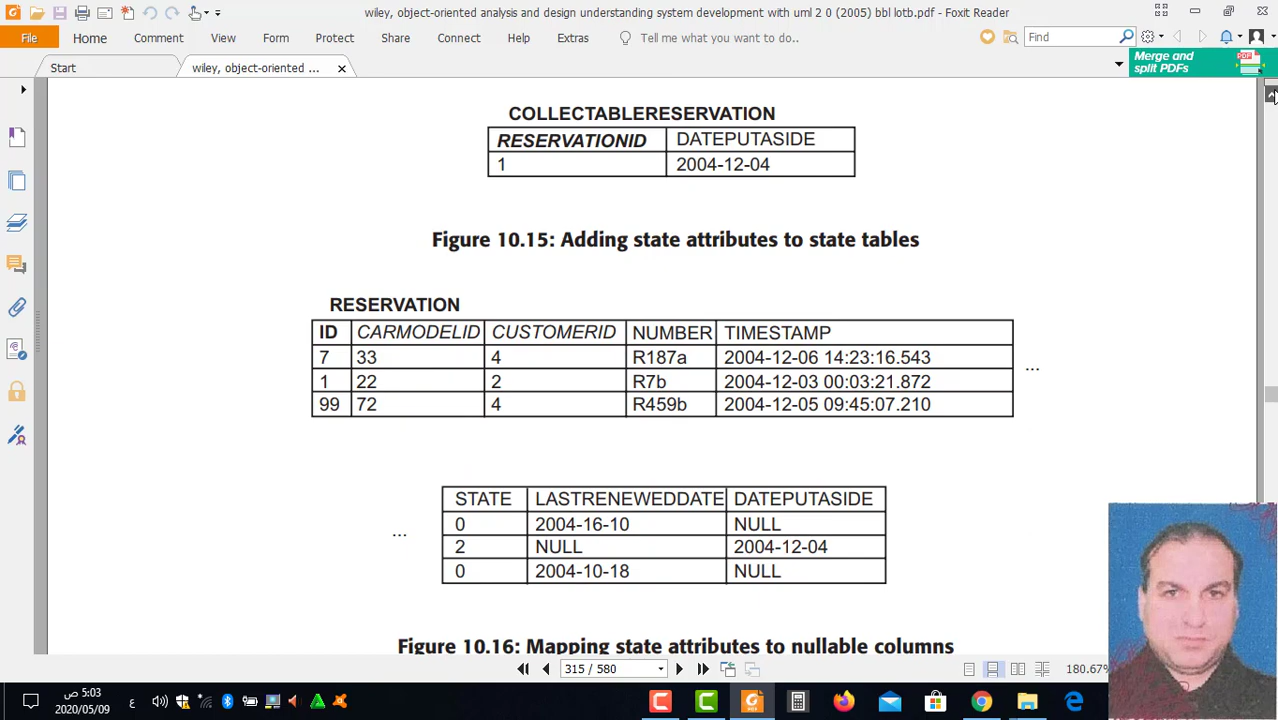 wiley, object-oriented analysis and design understanding system development with uml 2 0 (2005) bbl lotb.pdf - Foxit Reader
File Home Comment View Form Protect Share Connect Help Extras Tell me what you want to do.. Find
Start wiley, object-oriented ...
Merge and
split PDFs
COLLECTABLERESERVATION
RESERVATIONID DATEPUTASIDE
1 2004-12-04
Figure 10.15: Adding state attributes to state tables
RESERVATION
ID CARMODELID CUSTOMERID NUMBER TIMESTAMP
7 33 4 R187a 2004-12-06 14:23:16.543
...
1 22 2 R7b 2004-12-03 00:03:21.872
99 72 4 R459b 2004-12-05 09:45:07.210
STATE LASTRENEWEDDATE DATEPUTASIDE
0 2004-16-10 NULL
...
2 NULL 2004-12-04
0 2004-10-18 NULL
Figure 10.16: Mapping state attributes to nullable columns
315 / 580 180.67%
5:03 ص
2020/05/09
ع